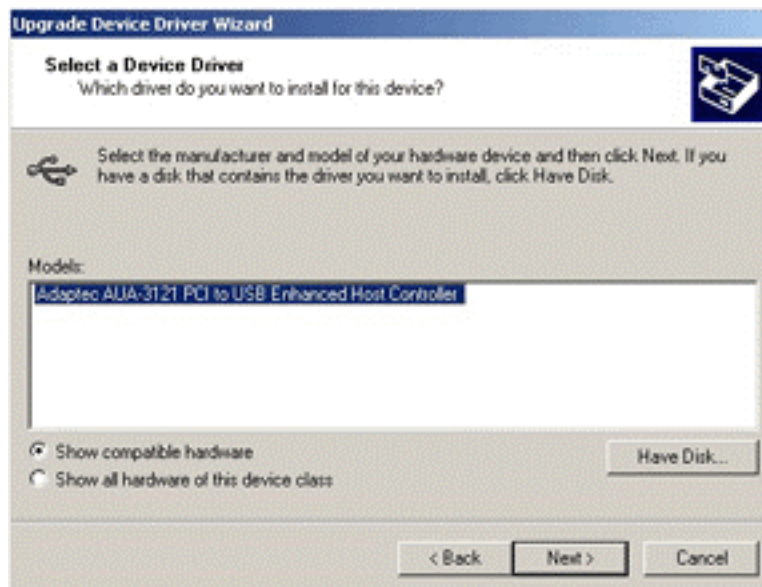 Upgrade Device Driver Wizard
Select a Device Driver
Which driver do you want to install for this device?
Select the manufacturer and model of your hardware device and then click Next. If you
have a disk that contains the driver you want to install, click Have Disk.
Models:
Adaptec AUA-3121 PCI to USB Enhanced Host Controller
Show compatible hardware
Show all hardware of this device class
Have Disk...
< Back
Next >
Cancel